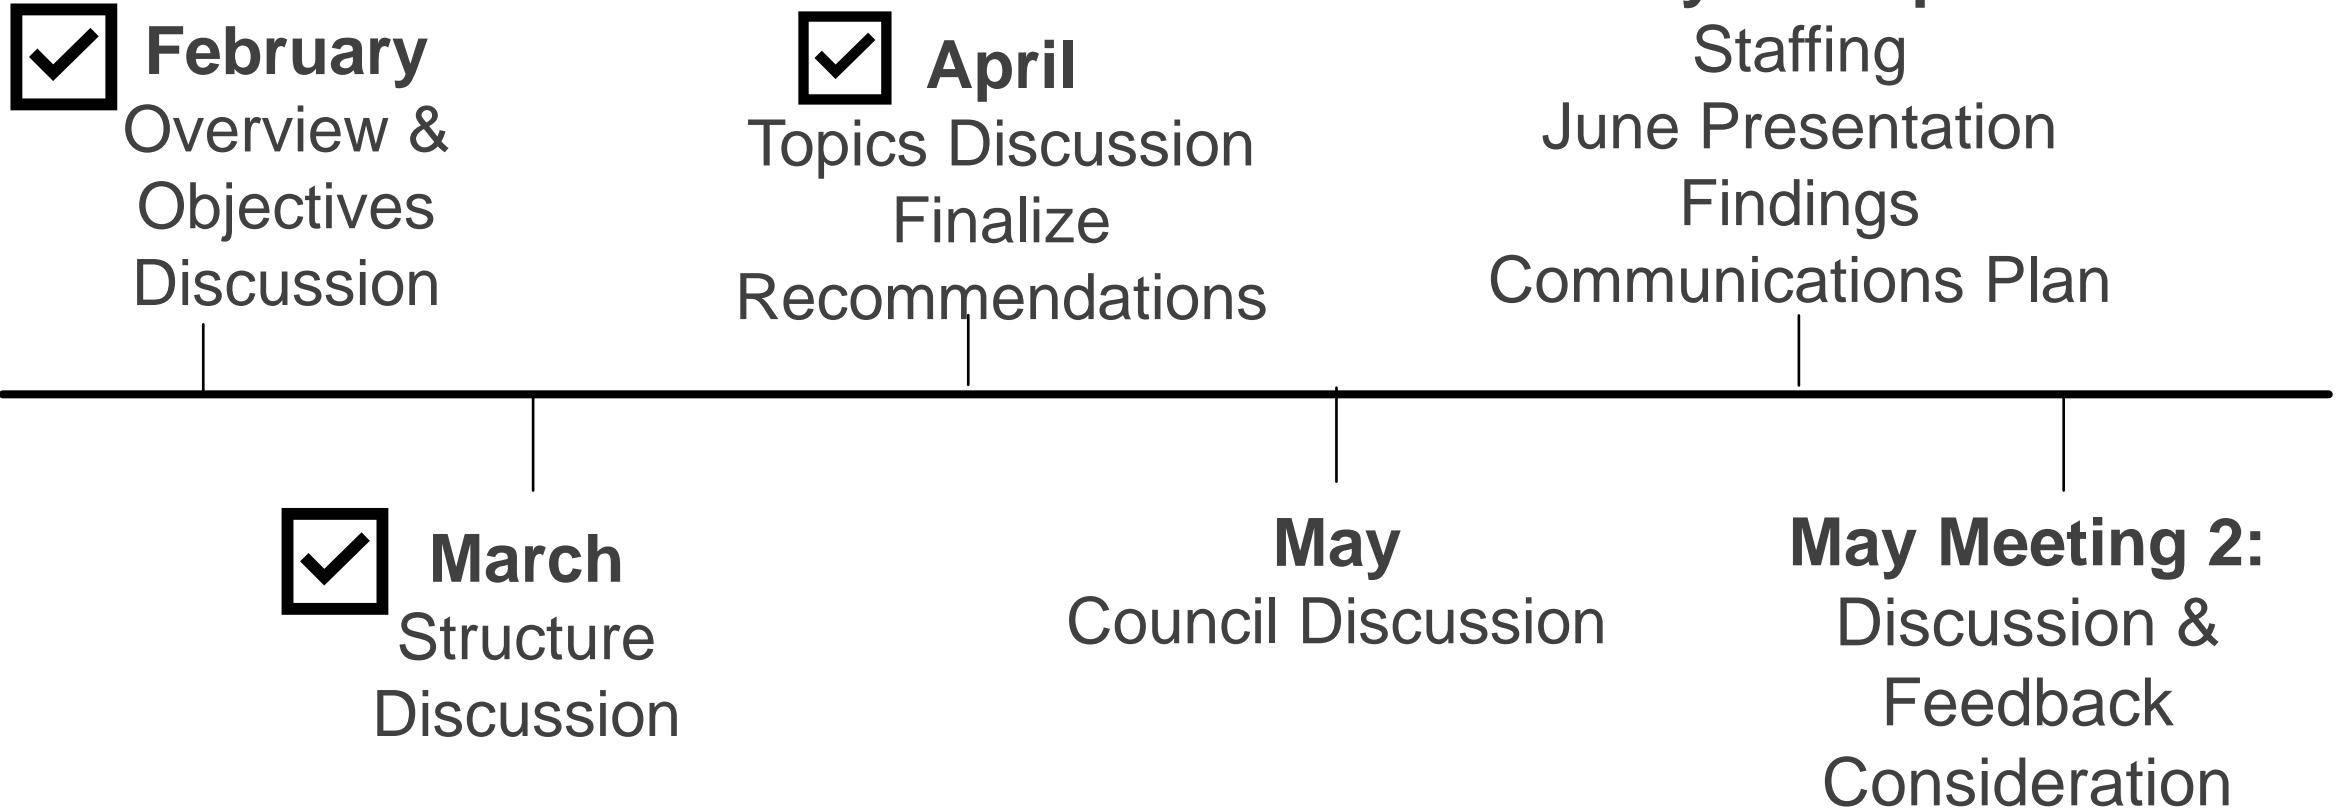 February
Overview &
Objectives
Discussion
March
Structure
Discussion
April
Topics Discussion
Finalize
Recommendations
May
Council Discussion
Staffing
June Presentation
Findings
Communications Plan
May Meeting 2:
Discussion &
Feedback
Consideration